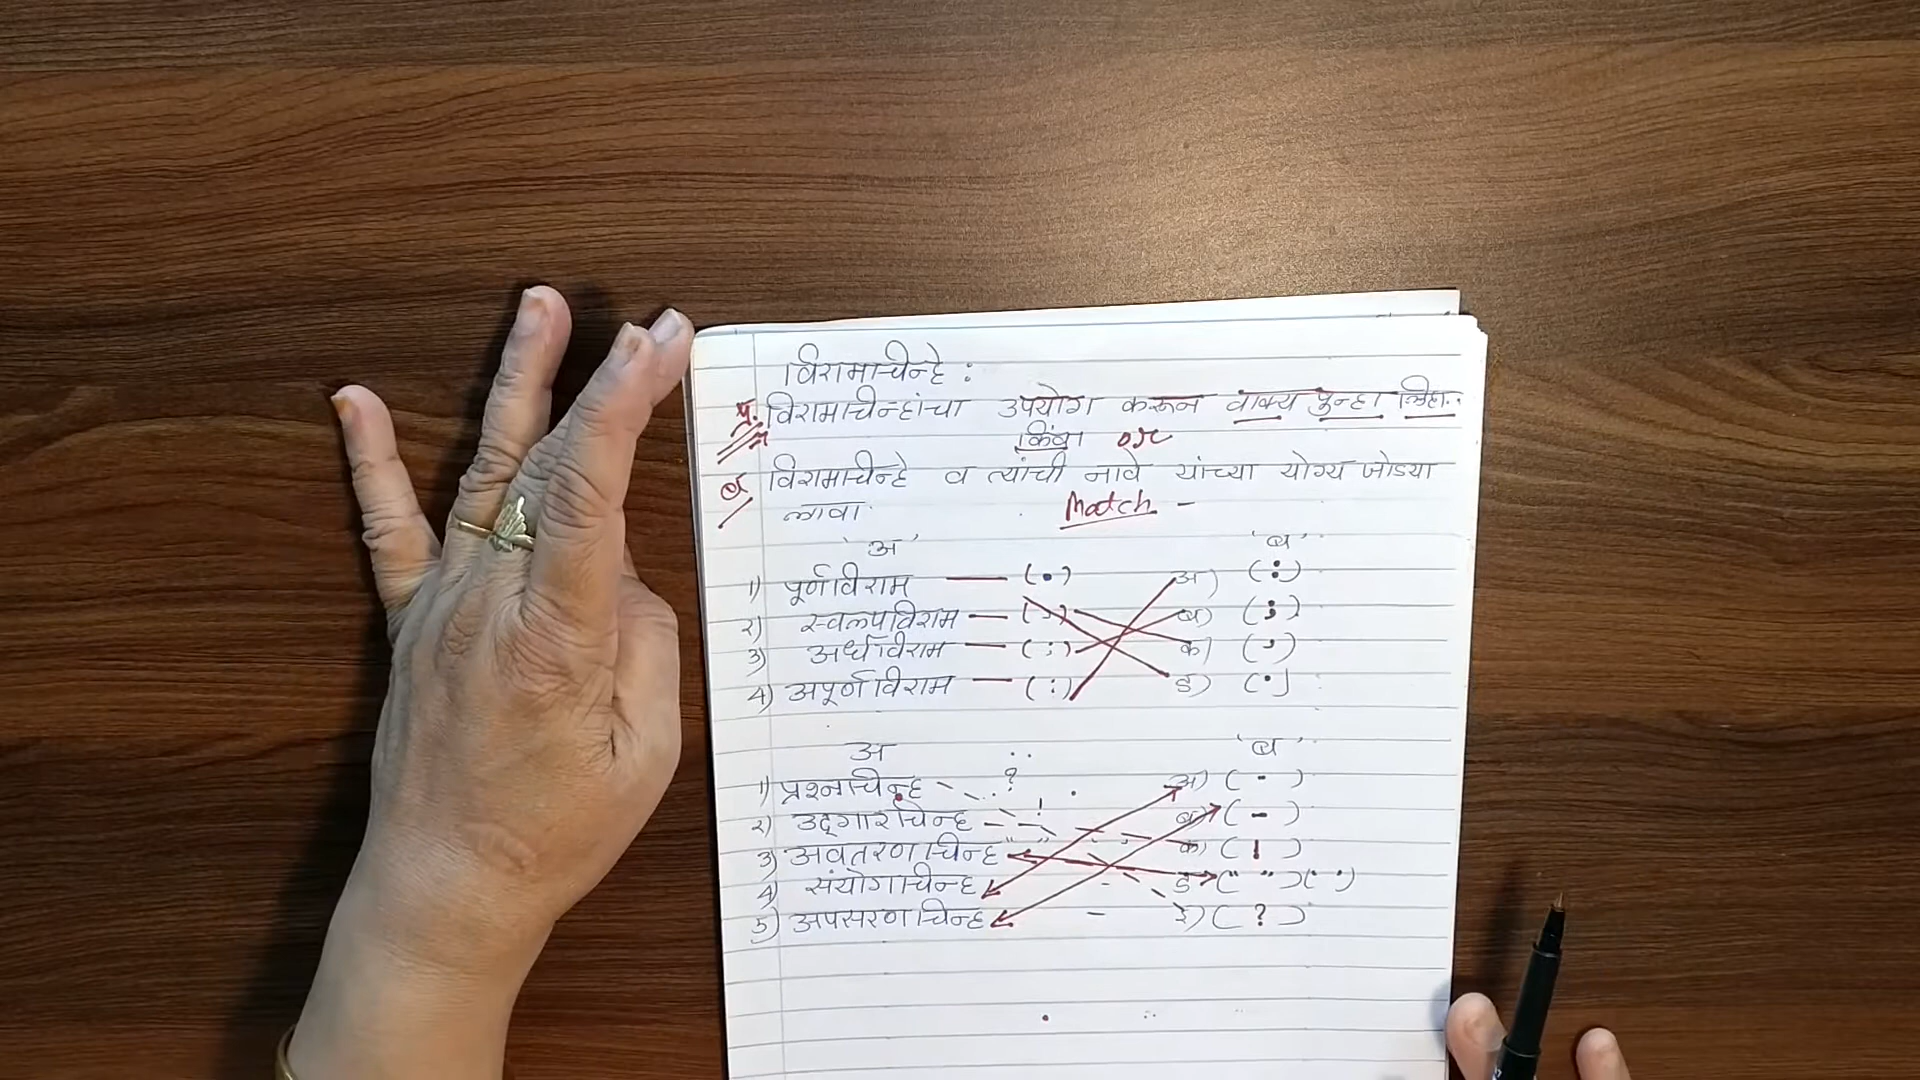 विरामचिन्हे :
प्र. विरामचिन्हांचा उपयोग करून वाक्य पुन्हा लिहा..
किंवा or
विरामचिन्हे व त्यांची नावे यांच्या योग्य जोड्या
लावा. Match -
'अ' 'ब'
1) पूर्णविराम — (.) अ) (:)
२) स्वल्पविराम — (,) ब) (;)
3) अर्धविराम — (;) क) (,)
4) अपूर्णविराम — (:) ड) (.)
अ 'ब'
1) प्रश्नचिन्ह ? अ) (-)
२) उद्गारचिन्ह ! ब) (–)
3) अवतरणचिन्ह " " ' ' क) (!)
4) संयोगचिन्ह - ड) (" ") (' ')
5) अपसरणचिन्ह – इ) (?)